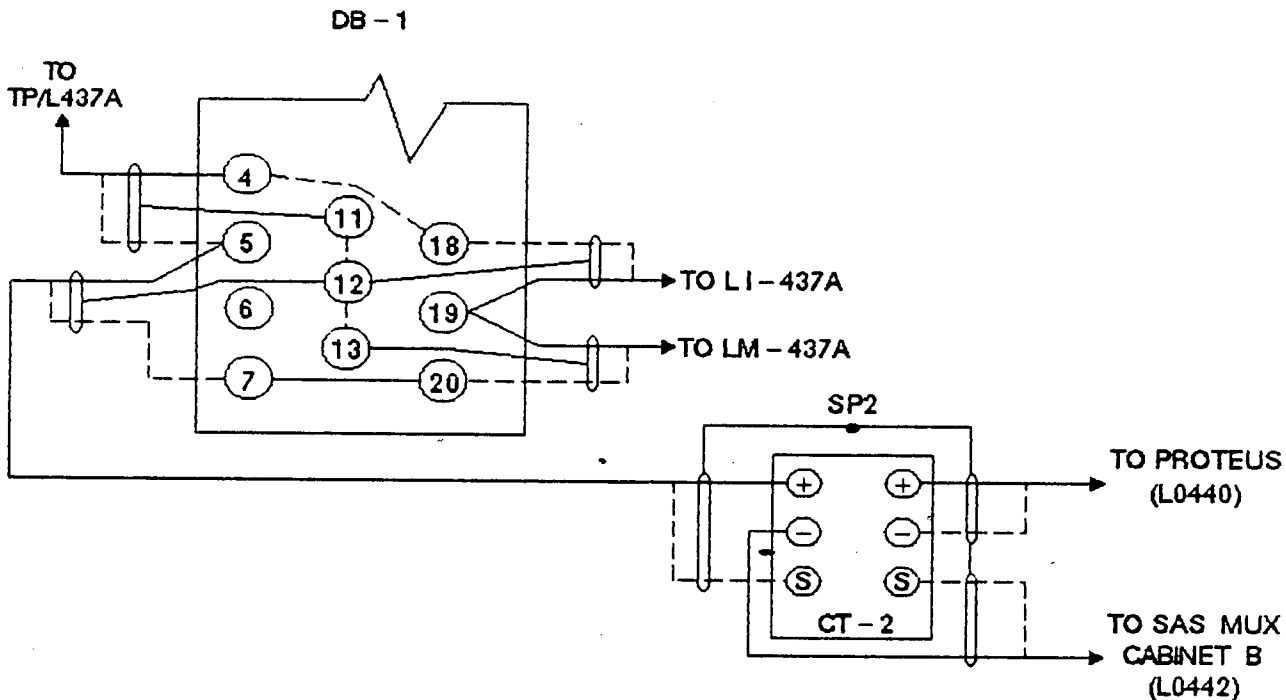 DB - 1
TO
TP/L437A
4
11
5
18
12
TO LI - 437A
6
19
13
TO LM - 437A
7
20
SP2
+
+
TO PROTEUS
(L0440)
-
-
S
S
CT - 2
TO SAS MUX
CABINET B
(L0442)